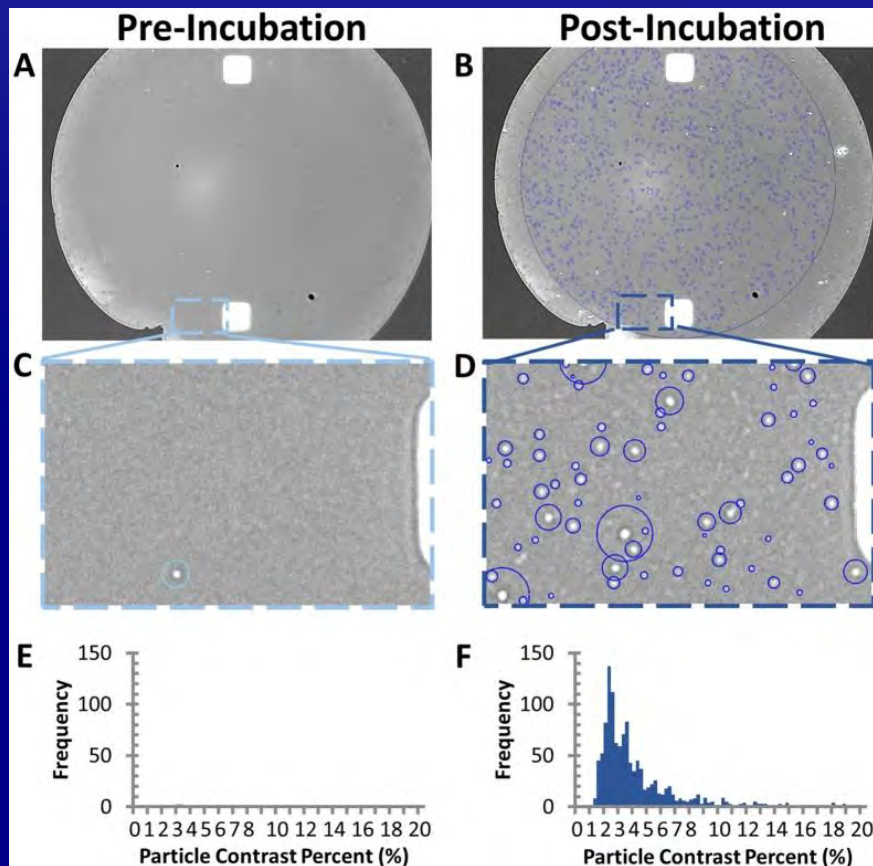 Pre-Incubation Post-Incubation
A B
C D
E F
150
100
50
0
Frequency
0 1 2 3 4 5 6 7 8 10 12 14 16 18 20
Particle Contrast Percent (%)
150
100
50
0
Frequency
0 1 2 3 4 5 6 7 8 10 12 14 16 18 20
Particle Contrast Percent (%)